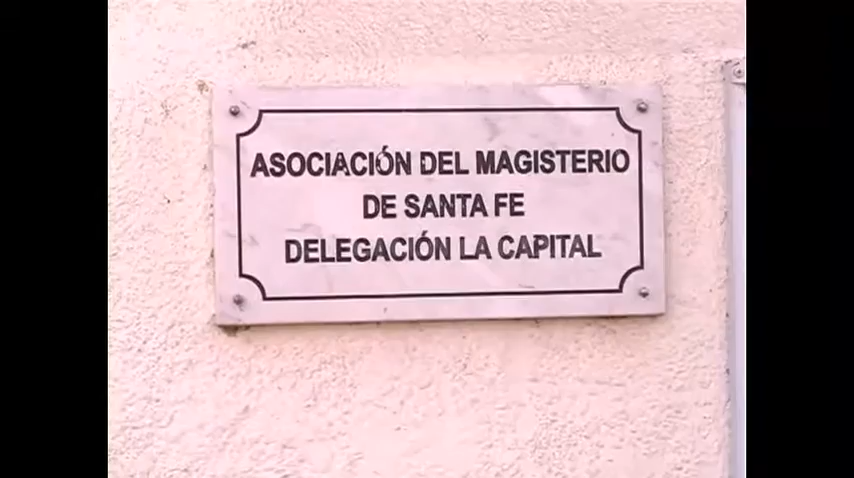 ASOCIACIÓN DEL MAGISTERIO
DE SANTA FE
DELEGACIÓN LA CAPITAL